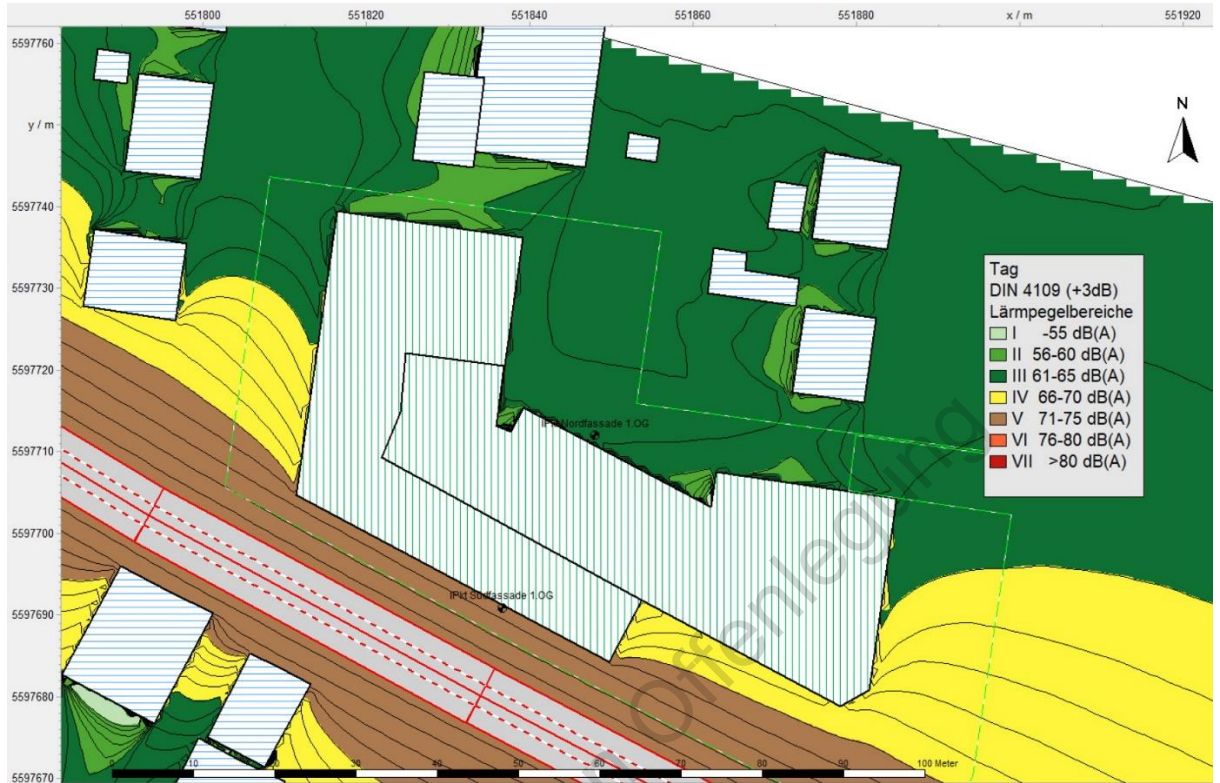 551800 551820 551840 551860 551880 x / m 551920
5597760
y / m
5597740
5597730
5597720
5597710
5597700
5597690
5597680
5597670
N
Tag
DIN 4109 (+3dB)
Lärmpegelbereiche
I -55 dB(A)
II 56-60 dB(A)
III 61-65 dB(A)
IV 66-70 dB(A)
V 71-75 dB(A)
VI 76-80 dB(A)
VII >80 dB(A)
IPkt Nordfassade 1.OG
IPkt Südfassade 1.OG
Offenlegung
0 10 20 30 40 50 60 70 80 90 100 Meter